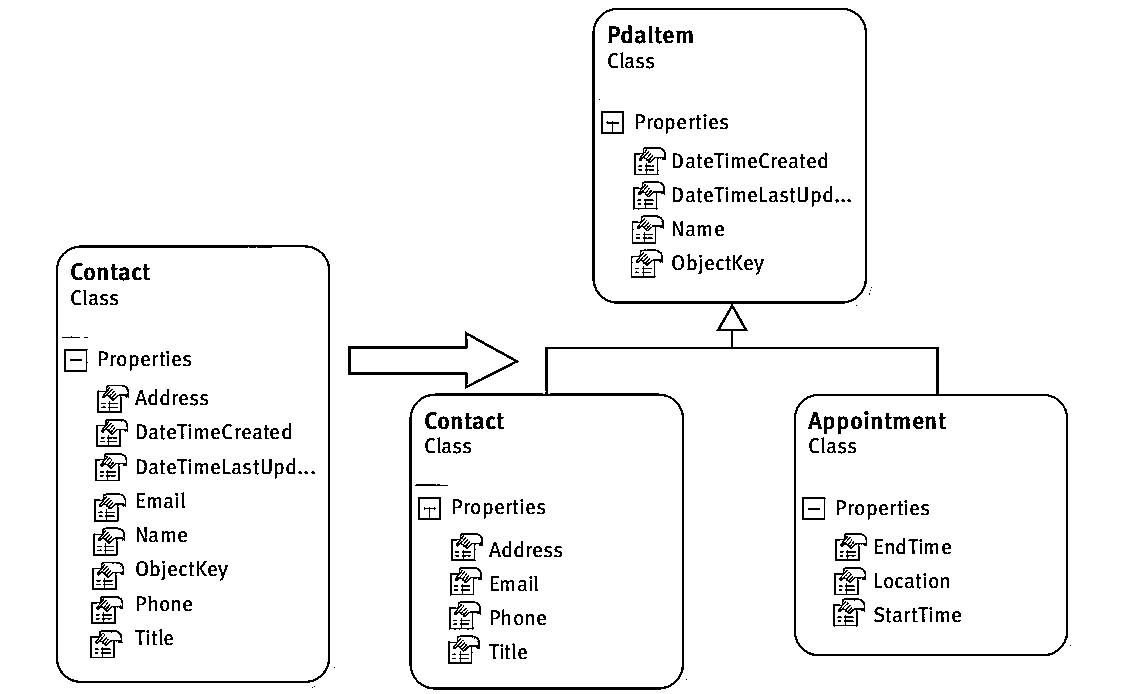 PdaItem
Class
Properties
DateTimeCreated
DateTimeLastUpd...
Name
ObjectKey
Contact
Class
Properties
Address
DateTimeCreated
DateTimeLastUpd...
Email
Name
ObjectKey
Phone
Title
Contact
Class
Properties
Address
Email
Phone
Title
Appointment
Class
Properties
EndTime
Location
StartTime